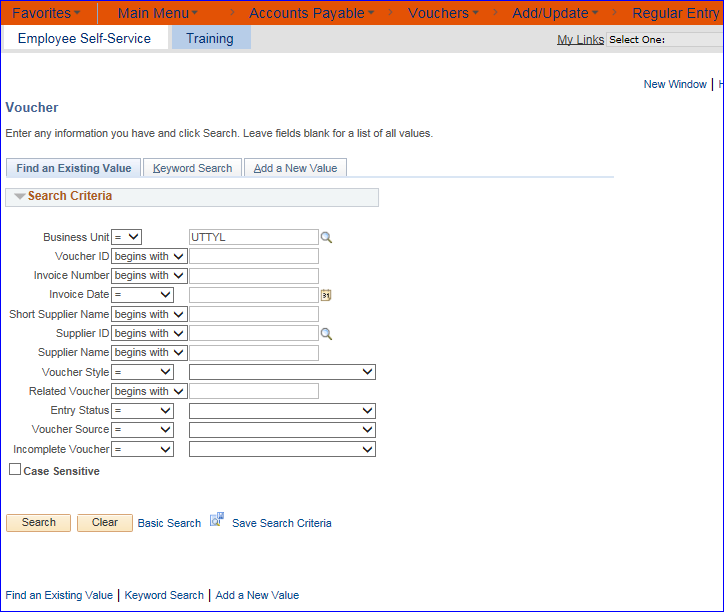 Favorites Main Menu > Accounts Payable > Vouchers > Add/Update > Regular Entry
Employee Self-Service Training My Links Select One:
New Window |
Voucher
Enter any information you have and click Search. Leave fields blank for a list of all values.
Find an Existing Value Keyword Search Add a New Value
Search Criteria
Business Unit = UTTYL
Voucher ID begins with
Invoice Number begins with
Invoice Date = 31
Short Supplier Name begins with
Supplier ID begins with
Supplier Name begins with
Voucher Style =
Related Voucher begins with
Entry Status =
Voucher Source =
Incomplete Voucher =
Case Sensitive
Search Clear Basic Search Save Search Criteria
Find an Existing Value | Keyword Search | Add a New Value